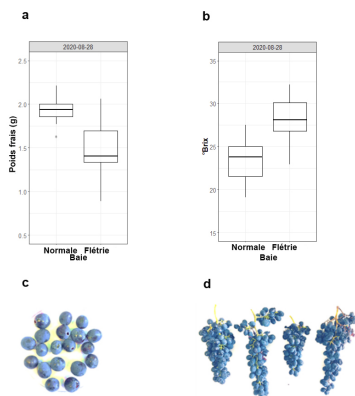 a
b
2020-08-28
2020-08-28
Poids frais (g)
2.5
2.0
1.5
1.0
0.5
Normale Flétrie
Baie
°Brix
35
30
25
20
15
Normale Flétrie
Baie
c
d